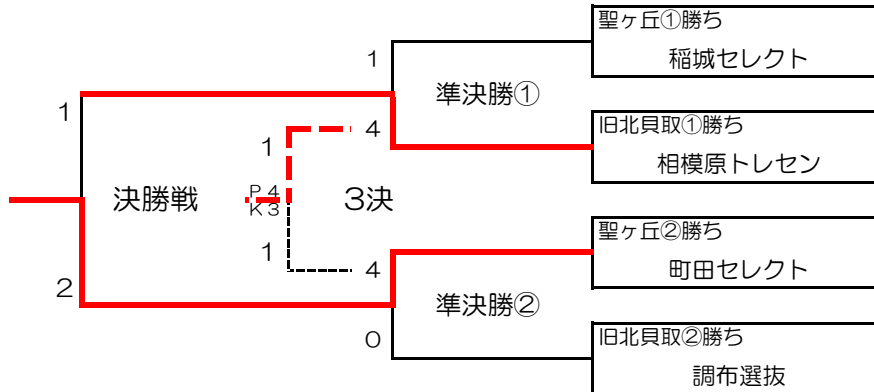 聖ヶ丘①勝ち
稲城セレクト
1
準決勝①
1
4
旧北貝取①勝ち
相模原トレセン
1
決勝戦
P4
K3
3決
聖ヶ丘②勝ち
町田セレクト
1
4
2
準決勝②
0
旧北貝取②勝ち
調布選抜